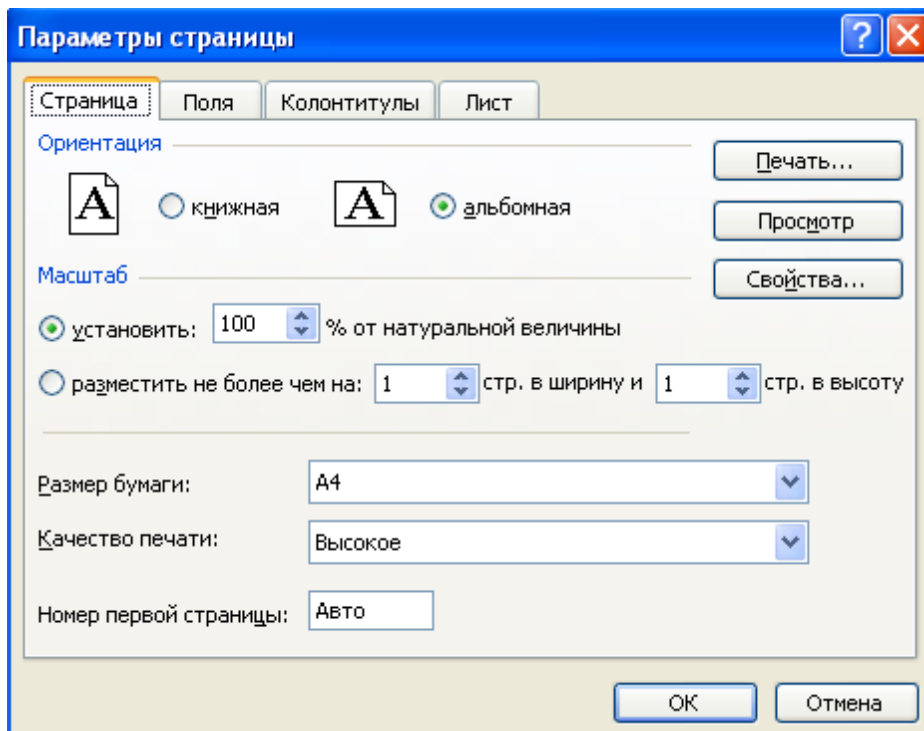 Параметры страницы
Страница Поля Колонтитулы Лист
Ориентация
Печать...
A книжная A альбомная
Просмотр
Масштаб
Свойства...
установить: 100 % от натуральной величины
разместить не более чем на: 1 стр. в ширину и 1 стр. в высоту
Размер бумаги: A4
Качество печати: Высокое
Номер первой страницы: Авто
ОК Отмена